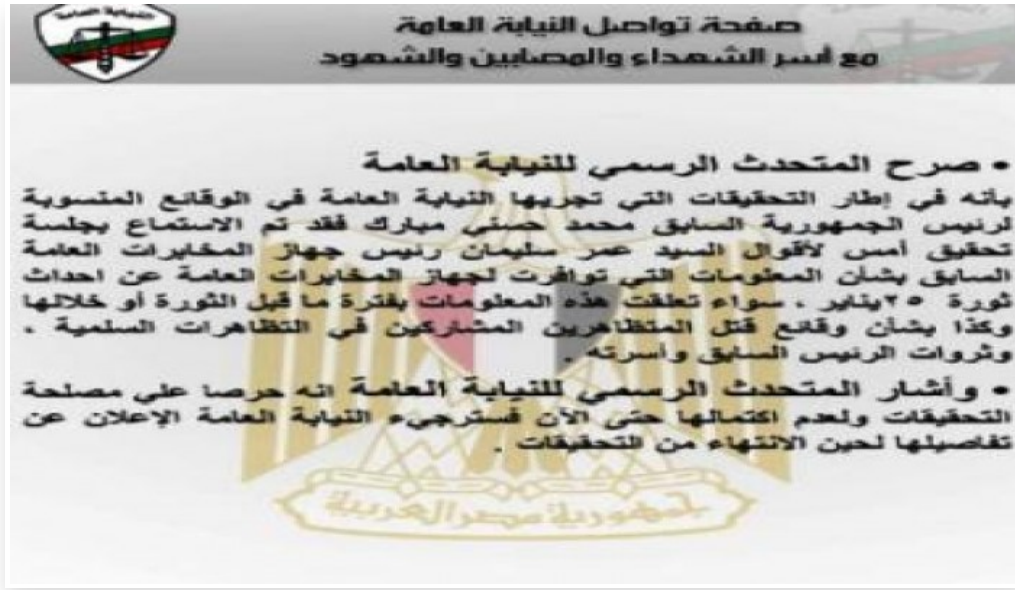 النيابة العامة
صفحة تواصل النيابة العامة
مع أسر الشهداء والمصابين والشهود
• صرح المتحدث الرسمي للنيابة العامة
بأنه في إطار التحقيقات التي تجريها النيابة العامة في الوقائع المنسوبة
لرئيس الجمهورية السابق محمد حسني مبارك فقد تم الاستماع بجلسة
تحقيق أمس لأقوال السيد عمر سليمان رئيس جهاز المخابرات العامة
السابق بشأن المعلومات التي توافرت لجهاز المخابرات العامة عن احداث
ثورة ٢٥يناير ، سواء تعلقت هذه المعلومات بفترة ما قبل الثورة أو خلالها
وكذا بشأن وقائع قتل المتظاهرين المشاركين في التظاهرات السلمية ،
وثروات الرئيس السابق وأسرته .
• وأشار المتحدث الرسمي للنيابة العامة انه حرصا علي مصلحة
التحقيقات ولعدم اكتمالها حتى الآن فسترجيء النيابة العامة الإعلان عن
تفاصيلها لحين الانتهاء من التحقيقات .
جمهورية مصر العربية